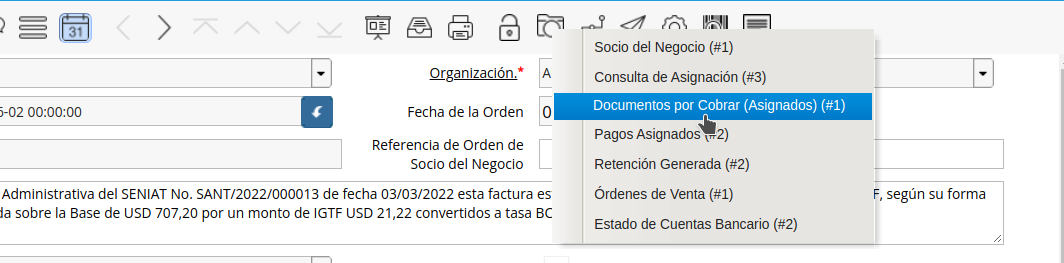 31
Socio del Negocio (#1)
Organización.*
A
Consulta de Asignación (#3)
6-02 00:00:00
Fecha de la Orden
0
Documentos por Cobrar (Asignados) (#1)
Referencia de Orden de
Socio del Negocio
Pagos Asignados (#2)
Retención Generada (#2)
Administrativa del SENIAT No. SANT/2022/000013 de fecha 03/03/2022 esta factura es
F, según su forma
da sobre la Base de USD 707,20 por un monto de IGTF USD 21,22 convertidos a tasa BC
Órdenes de Venta (#1)
Estado de Cuentas Bancario (#2)